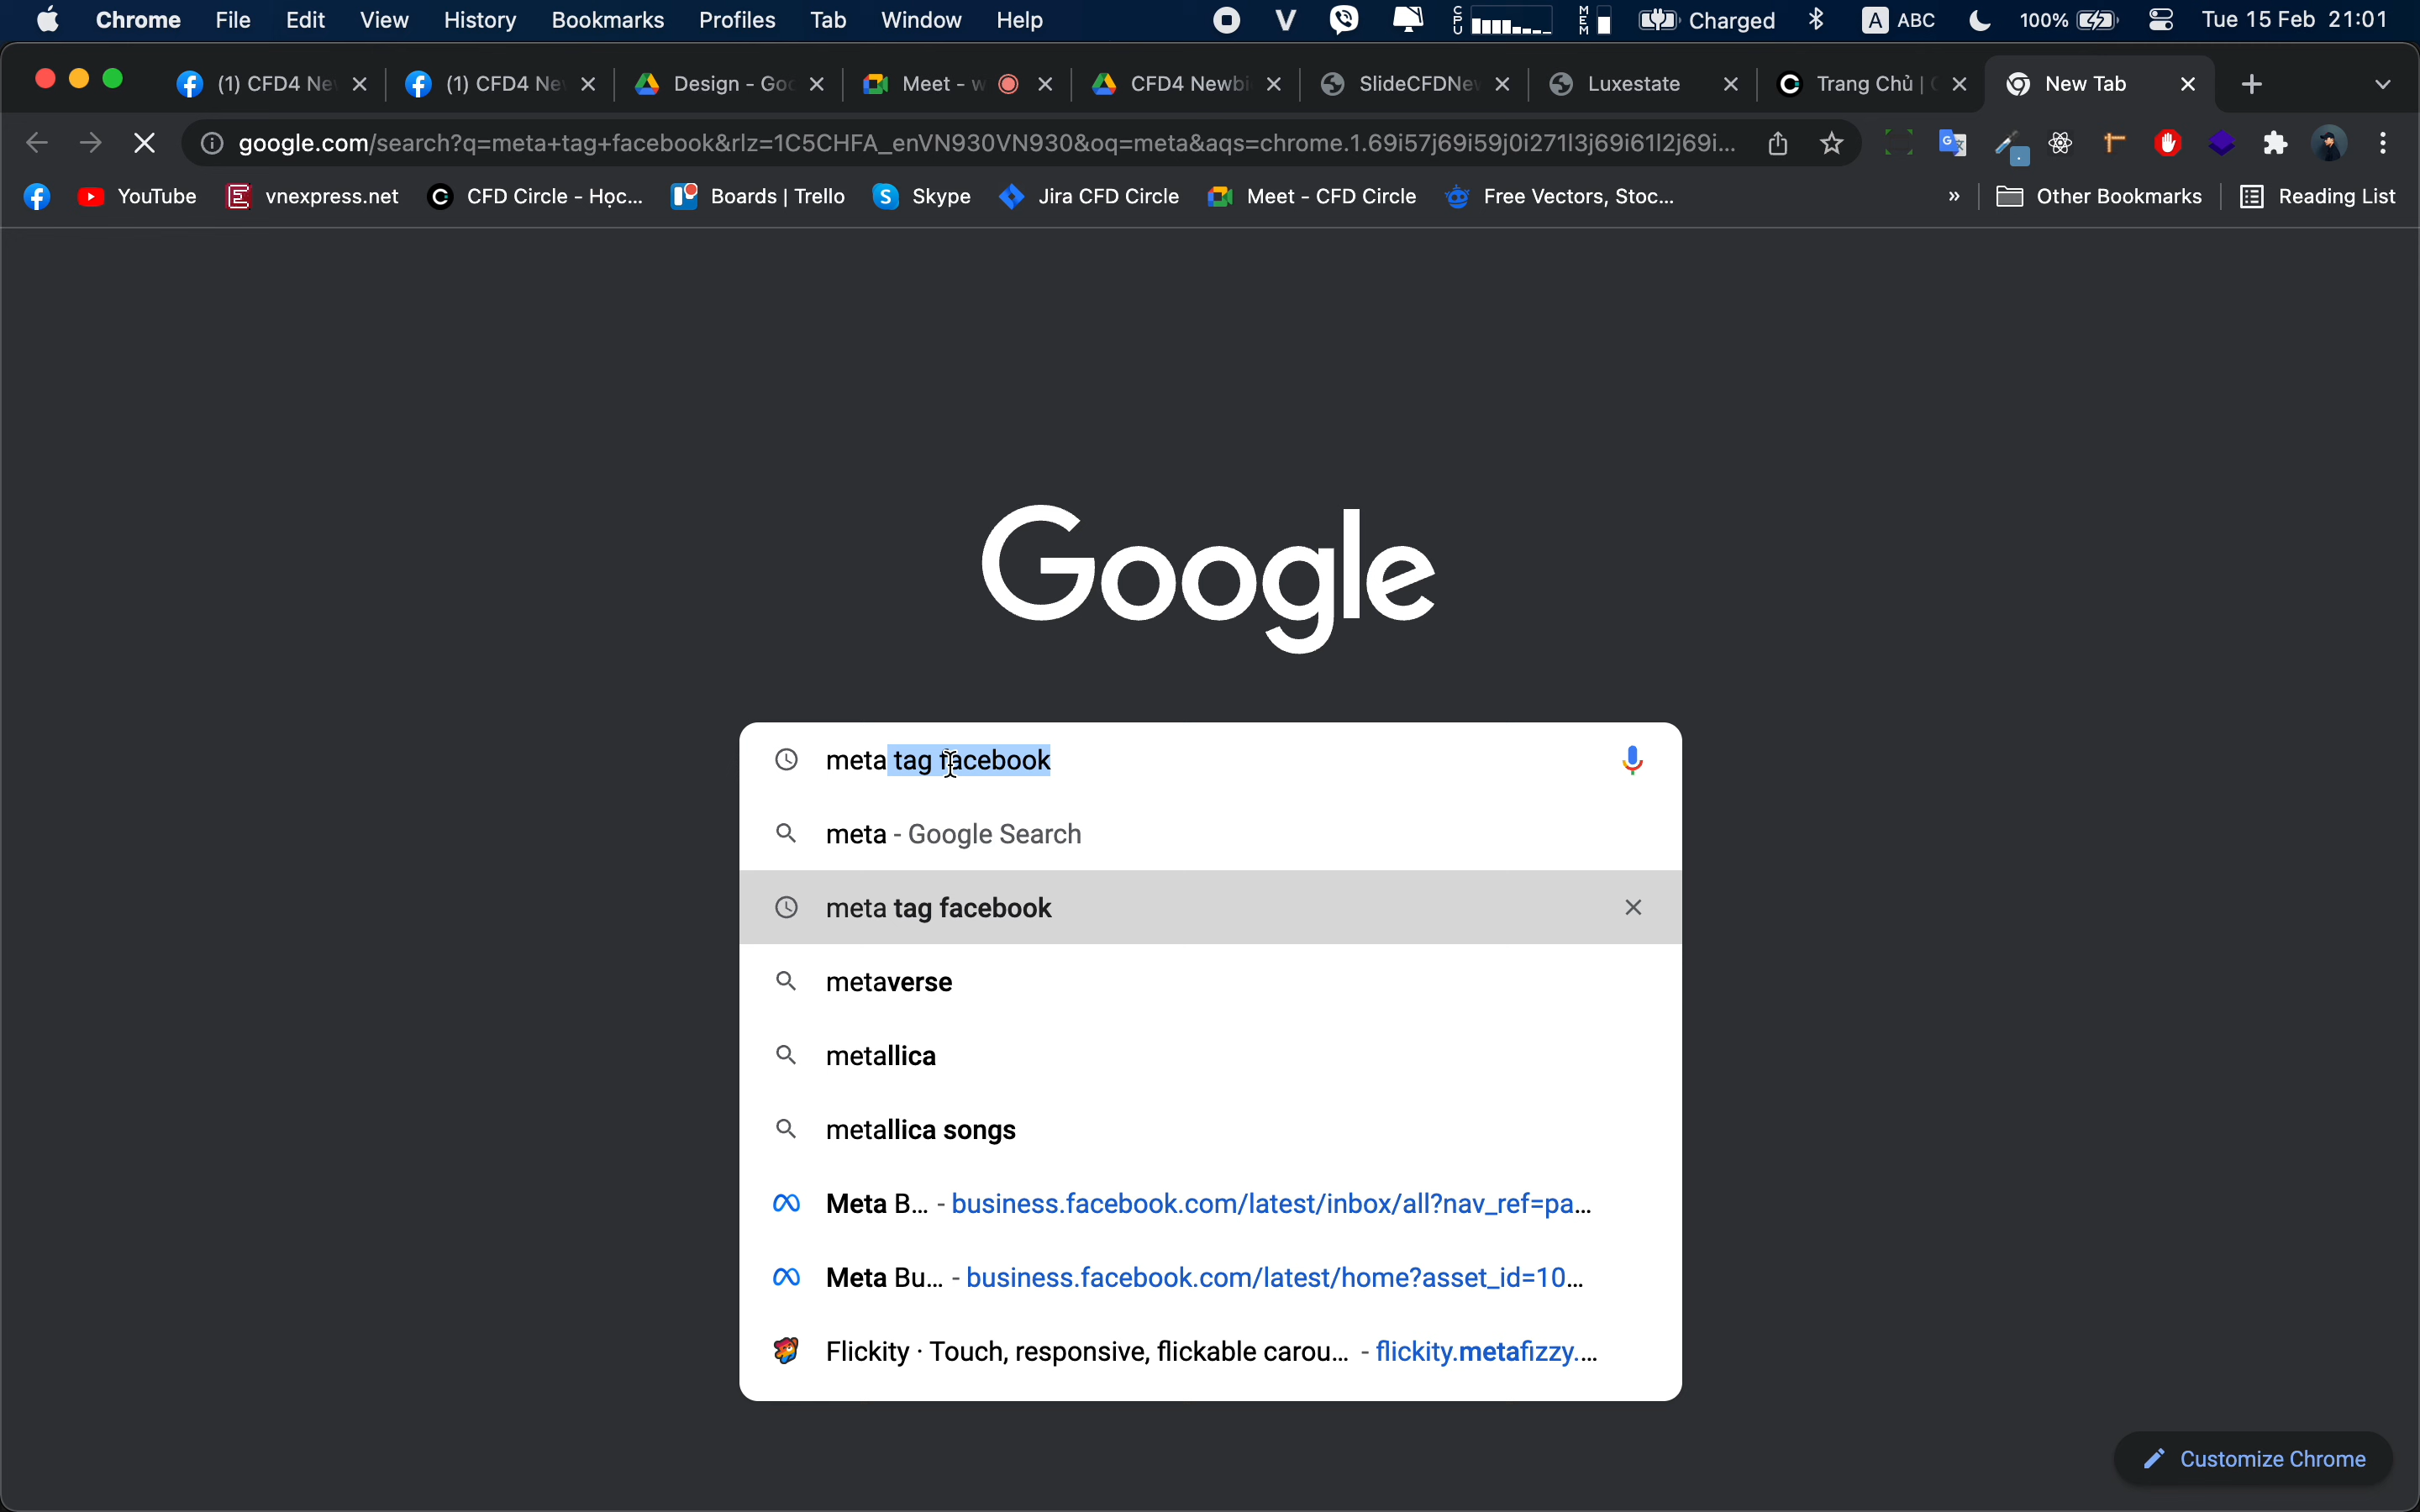 Chrome File Edit View History Bookmarks Profiles Tab Window Help V CPU MEM Charged A ABC 100% Tue 15 Feb 21:01
(1) CFD4 Ne (1) CFD4 Ne Design - Goo Meet - w CFD4 Newbi SlideCFDNew Luxestate Trang Chủ | New Tab
google.com/search?q=meta+tag+facebook&rlz=1C5CHFA_enVN930VN930&oq=meta&aqs=chrome.1.69i57j69i59j0i271l3j69i61l2j69i...
YouTube vnexpress.net CFD Circle - Học... Boards | Trello Skype Jira CFD Circle Meet - CFD Circle Free Vectors, Stoc... » Other Bookmarks Reading List
Google
meta tag facebook
meta - Google Search
meta tag facebook
metaverse
metallica
metallica songs
Meta B... - business.facebook.com/latest/inbox/all?nav_ref=pa...
Meta Bu... - business.facebook.com/latest/home?asset_id=10...
Flickity · Touch, responsive, flickable carou... - flickity.metafizzy....
Customize Chrome